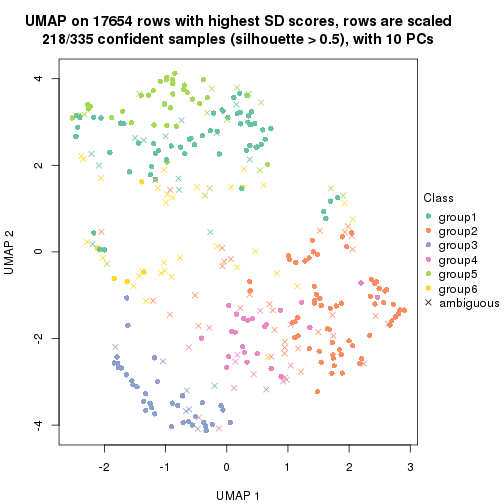 UMAP on 17654 rows with highest SD scores, rows are scaled
218/335 confident samples (silhouette > 0.5), with 10 PCs
4
2
0
-2
-4
UMAP 2
-2
-1
0
1
2
3
UMAP 1
Class
group1
group2
group3
group4
group5
group6
ambiguous